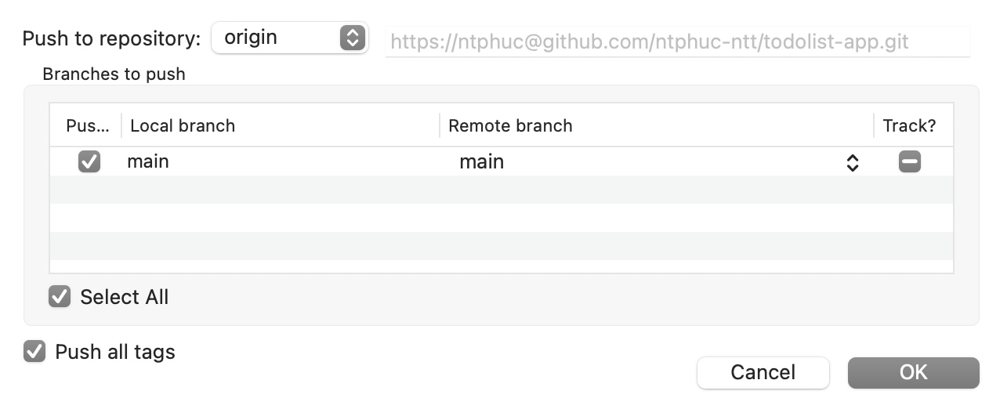 Push to repository: origin https://ntphuc@github.com/ntphuc-ntt/todolist-app.git
Branches to push
Pus... Local branch Remote branch Track?
main main
Select All
Push all tags
Cancel OK